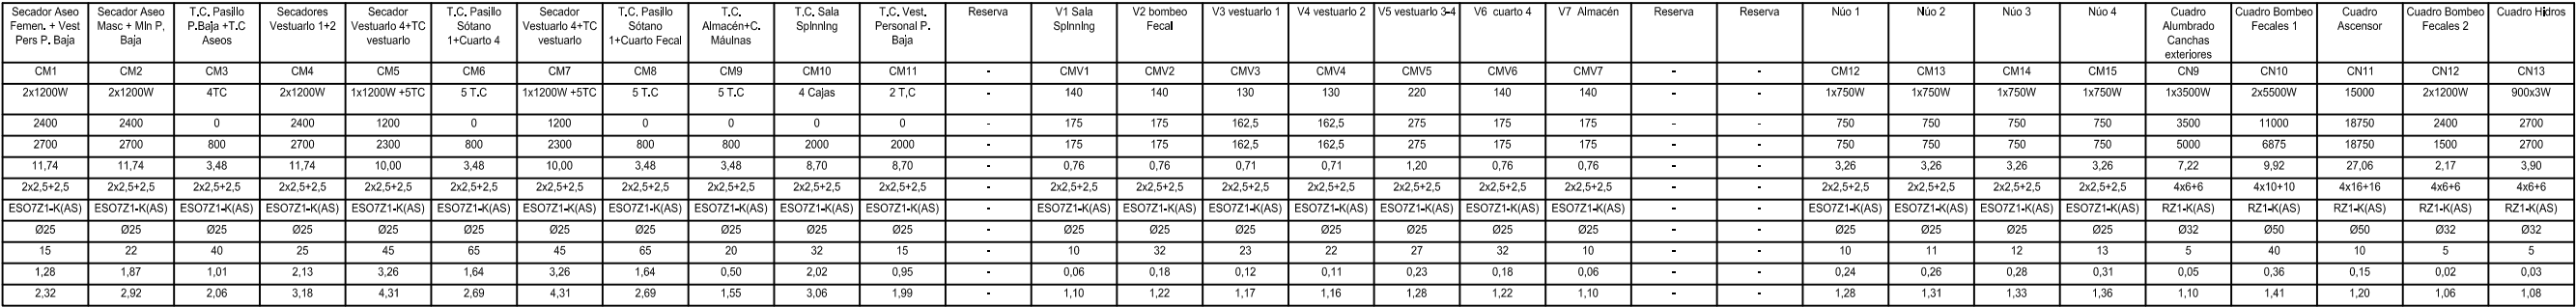 Secador Aseo Femen. + Vest Pers P. Baja | Secador Aseo Masc + MIn P. Baja | T.C. Pasillo P.Baja +T.C Aseos | Secadores Vestuario 1+2 | Secador Vestuario 4+TC vestuario | T.C. Pasillo Sótano 1+Cuarto 4 | Secador Vestuario 4+TC vestuario | T.C. Pasillo Sótano 1+Cuarto Fecal | T.C. Almacén+C. Máuinas | T.C. Sala Spinning | T.C. Vest. Personal P. Baja | Reserva | V1 Sala Spinning | V2 bombeo Fecal | V3 vestuario 1 | V4 vestuario 2 | V5 vestuario 3-4 | V6 cuarto 4 | V7 Almacén | Reserva | Reserva | Núo 1 | Núo 2 | Núo 3 | Núo 4 | Cuadro Alumbrado Canchas exteriores | Cuadro Bombeo Fecales 1 | Cuadro Ascensor | Cuadro Bombeo Fecales 2 | Cuadro Hidros
CM1 | CM2 | CM3 | CM4 | CM5 | CM6 | CM7 | CM8 | CM9 | CM10 | CM11 | - | CMV1 | CMV2 | CMV3 | CMV4 | CMV5 | CMV6 | CMV7 | - | - | CM12 | CM13 | CM14 | CM15 | CN9 | CN10 | CN11 | CN12 | CN13
2x1200W | 2x1200W | 4TC | 2x1200W | 1x1200W +5TC | 5 T.C | 1x1200W +5TC | 5 T.C | 5 T.C | 4 Cajas | 2 T.C | - | 140 | 140 | 130 | 130 | 220 | 140 | 140 | - | - | 1x750W | 1x750W | 1x750W | 1x750W | 1x3500W | 2x5500W | 15000 | 2x1200W | 900x3W
2400 | 2400 | 0 | 2400 | 1200 | 0 | 1200 | 0 | 0 | 0 | 0 | - | 175 | 175 | 162,5 | 162,5 | 275 | 175 | 175 | - | - | 750 | 750 | 750 | 750 | 3500 | 11000 | 18750 | 2400 | 2700
2700 | 2700 | 800 | 2700 | 2300 | 800 | 2300 | 800 | 800 | 2000 | 2000 | - | 175 | 175 | 162,5 | 162,5 | 275 | 175 | 175 | - | - | 750 | 750 | 750 | 750 | 5000 | 6875 | 18750 | 1500 | 2700
11,74 | 11,74 | 3,48 | 11,74 | 10,00 | 3,48 | 10,00 | 3,48 | 3,48 | 8,70 | 8,70 | - | 0,76 | 0,76 | 0,71 | 0,71 | 1,20 | 0,76 | 0,76 | - | - | 3,26 | 3,26 | 3,26 | 3,26 | 7,22 | 9,92 | 27,06 | 2,17 | 3,90
2x2,5+2,5 | 2x2,5+2,5 | 2x2,5+2,5 | 2x2,5+2,5 | 2x2,5+2,5 | 2x2,5+2,5 | 2x2,5+2,5 | 2x2,5+2,5 | 2x2,5+2,5 | 2x2,5+2,5 | 2x2,5+2,5 | - | 2x2,5+2,5 | 2x2,5+2,5 | 2x2,5+2,5 | 2x2,5+2,5 | 2x2,5+2,5 | 2x2,5+2,5 | 2x2,5+2,5 | - | - | 2x2,5+2,5 | 2x2,5+2,5 | 2x2,5+2,5 | 2x2,5+2,5 | 4x6+6 | 4x10+10 | 4x16+16 | 4x6+6 | 4x6+6
ESO7Z1-K(AS) | ESO7Z1-K(AS) | ESO7Z1-K(AS) | ESO7Z1-K(AS) | ESO7Z1-K(AS) | ESO7Z1-K(AS) | ESO7Z1-K(AS) | ESO7Z1-K(AS) | ESO7Z1-K(AS) | ESO7Z1-K(AS) | ESO7Z1-K(AS) | - | ESO7Z1-K(AS) | ESO7Z1-K(AS) | ESO7Z1-K(AS) | ESO7Z1-K(AS) | ESO7Z1-K(AS) | ESO7Z1-K(AS) | ESO7Z1-K(AS) | - | - | ESO7Z1-K(AS) | ESO7Z1-K(AS) | ESO7Z1-K(AS) | ESO7Z1-K(AS) | RZ1-K(AS) | RZ1-K(AS) | RZ1-K(AS) | RZ1-K(AS) | RZ1-K(AS)
Ø25 | Ø25 | Ø25 | Ø25 | Ø25 | Ø25 | Ø25 | Ø25 | Ø25 | Ø25 | Ø25 | - | Ø25 | Ø25 | Ø25 | Ø25 | Ø25 | Ø25 | Ø25 | - | - | Ø25 | Ø25 | Ø25 | Ø25 | Ø32 | Ø50 | Ø50 | Ø32 | Ø32
15 | 22 | 40 | 25 | 45 | 65 | 45 | 65 | 20 | 32 | 15 | - | 10 | 32 | 23 | 22 | 27 | 32 | 10 | - | - | 10 | 11 | 12 | 13 | 5 | 40 | 10 | 5 | 5
1,28 | 1,87 | 1,01 | 2,13 | 3,26 | 1,64 | 3,26 | 1,64 | 0,50 | 2,02 | 0,95 | - | 0,06 | 0,18 | 0,12 | 0,11 | 0,23 | 0,18 | 0,06 | - | - | 0,24 | 0,26 | 0,28 | 0,31 | 0,05 | 0,36 | 0,15 | 0,02 | 0,03
2,32 | 2,92 | 2,06 | 3,18 | 4,31 | 2,69 | 4,31 | 2,69 | 1,55 | 3,06 | 1,99 | - | 1,10 | 1,22 | 1,17 | 1,16 | 1,28 | 1,22 | 1,10 | - | - | 1,28 | 1,31 | 1,33 | 1,36 | 1,10 | 1,41 | 1,20 | 1,06 | 1,08